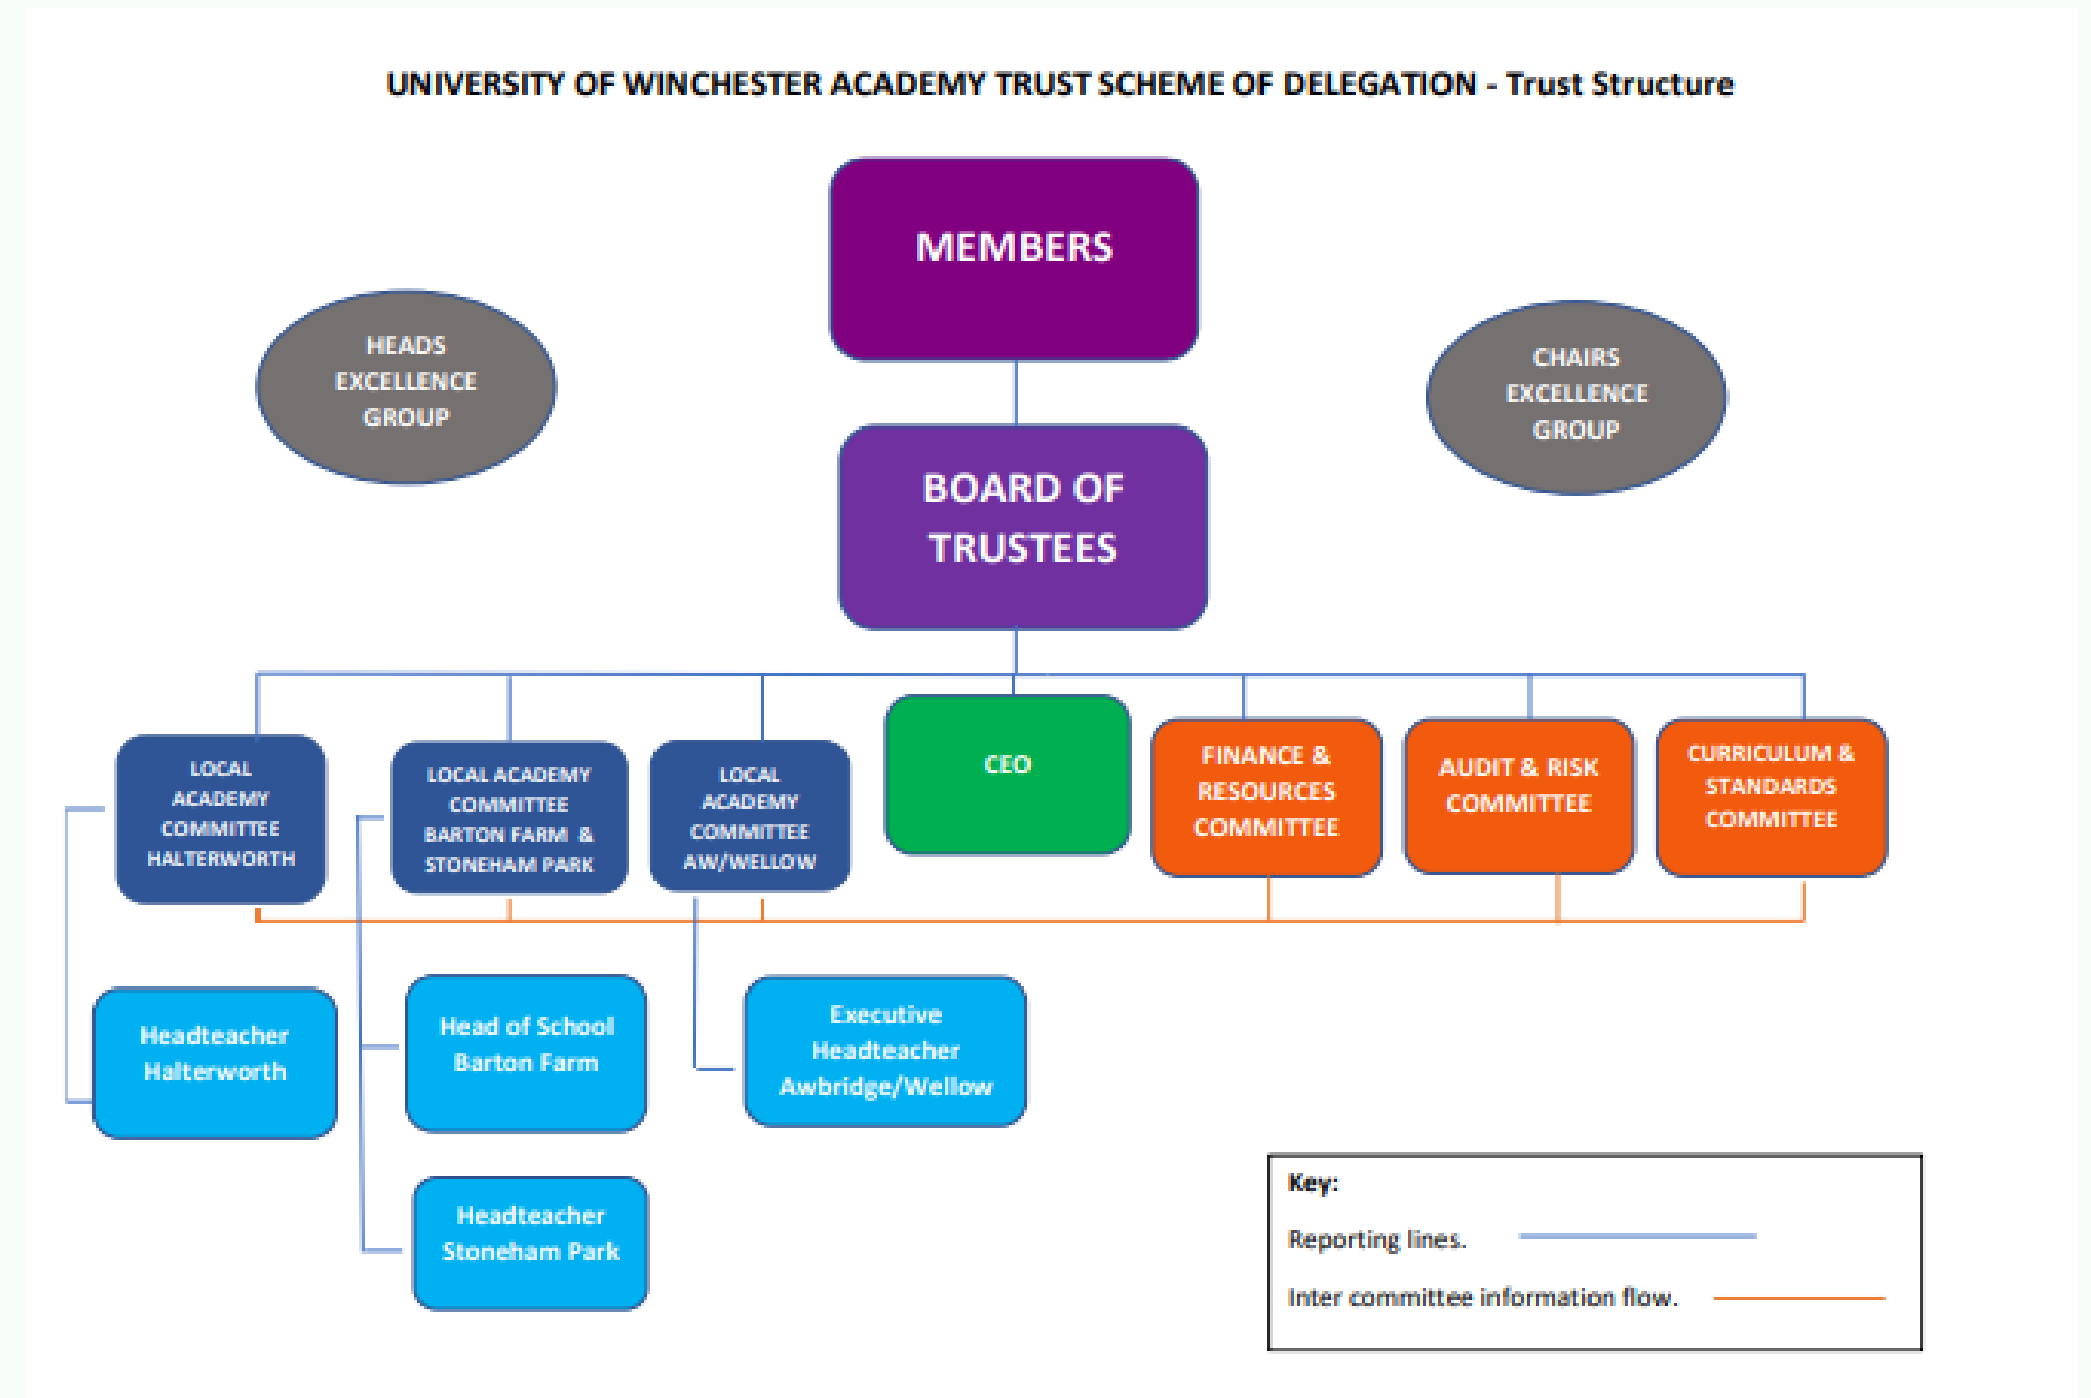 UNIVERSITY OF WINCHESTER ACADEMY TRUST SCHEME OF DELEGATION - Trust Structure
MEMBERS
HEADS
EXCELLENCE
GROUP
CHAIRS
EXCELLENCE
GROUP
BOARD OF
TRUSTEES
LOCAL
ACADEMY
COMMITTEE
HALTERWORTH
LOCAL ACADEMY
COMMITTEE
BARTON FARM &
STONEHAM PARK
LOCAL
ACADEMY
COMMITTEE
AW/WELLOW
CEO
FINANCE &
RESOURCES
COMMITTEE
AUDIT & RISK
COMMITTEE
CURRICULUM &
STANDARDS
COMMITTEE
Headteacher
Halterworth
Head of School
Barton Farm
Executive
Headteacher
Awbridge/Wellow
Headteacher
Stoneham Park
Key:
Reporting lines.
Inter committee information flow.